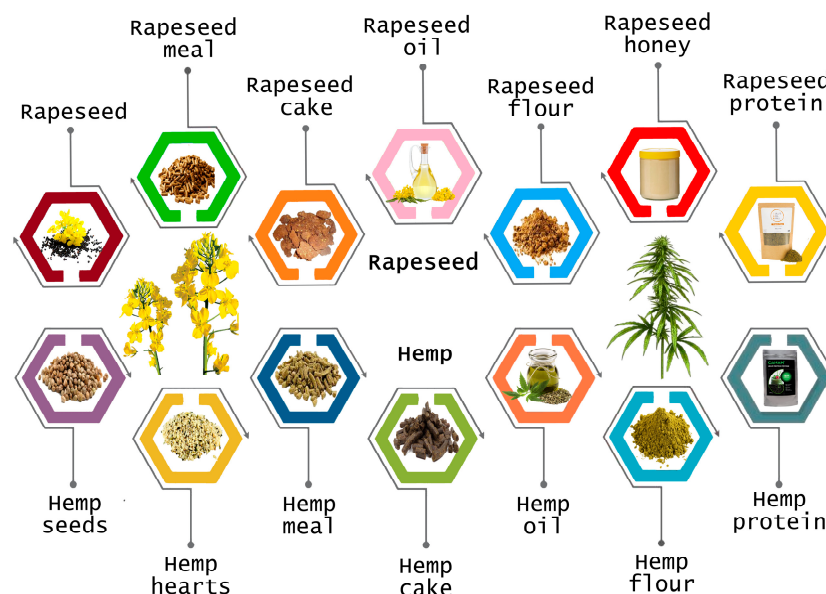 Rapeseed
meal
Rapeseed
oil
Rapeseed
honey
Rapeseed
Rapeseed
cake
Rapeseed
flour
Rapeseed
protein
Rapeseed
Hemp
Hemp
seeds
Hemp
hearts
Hemp
meal
Hemp
cake
Hemp
oil
Hemp
flour
Hemp
protein